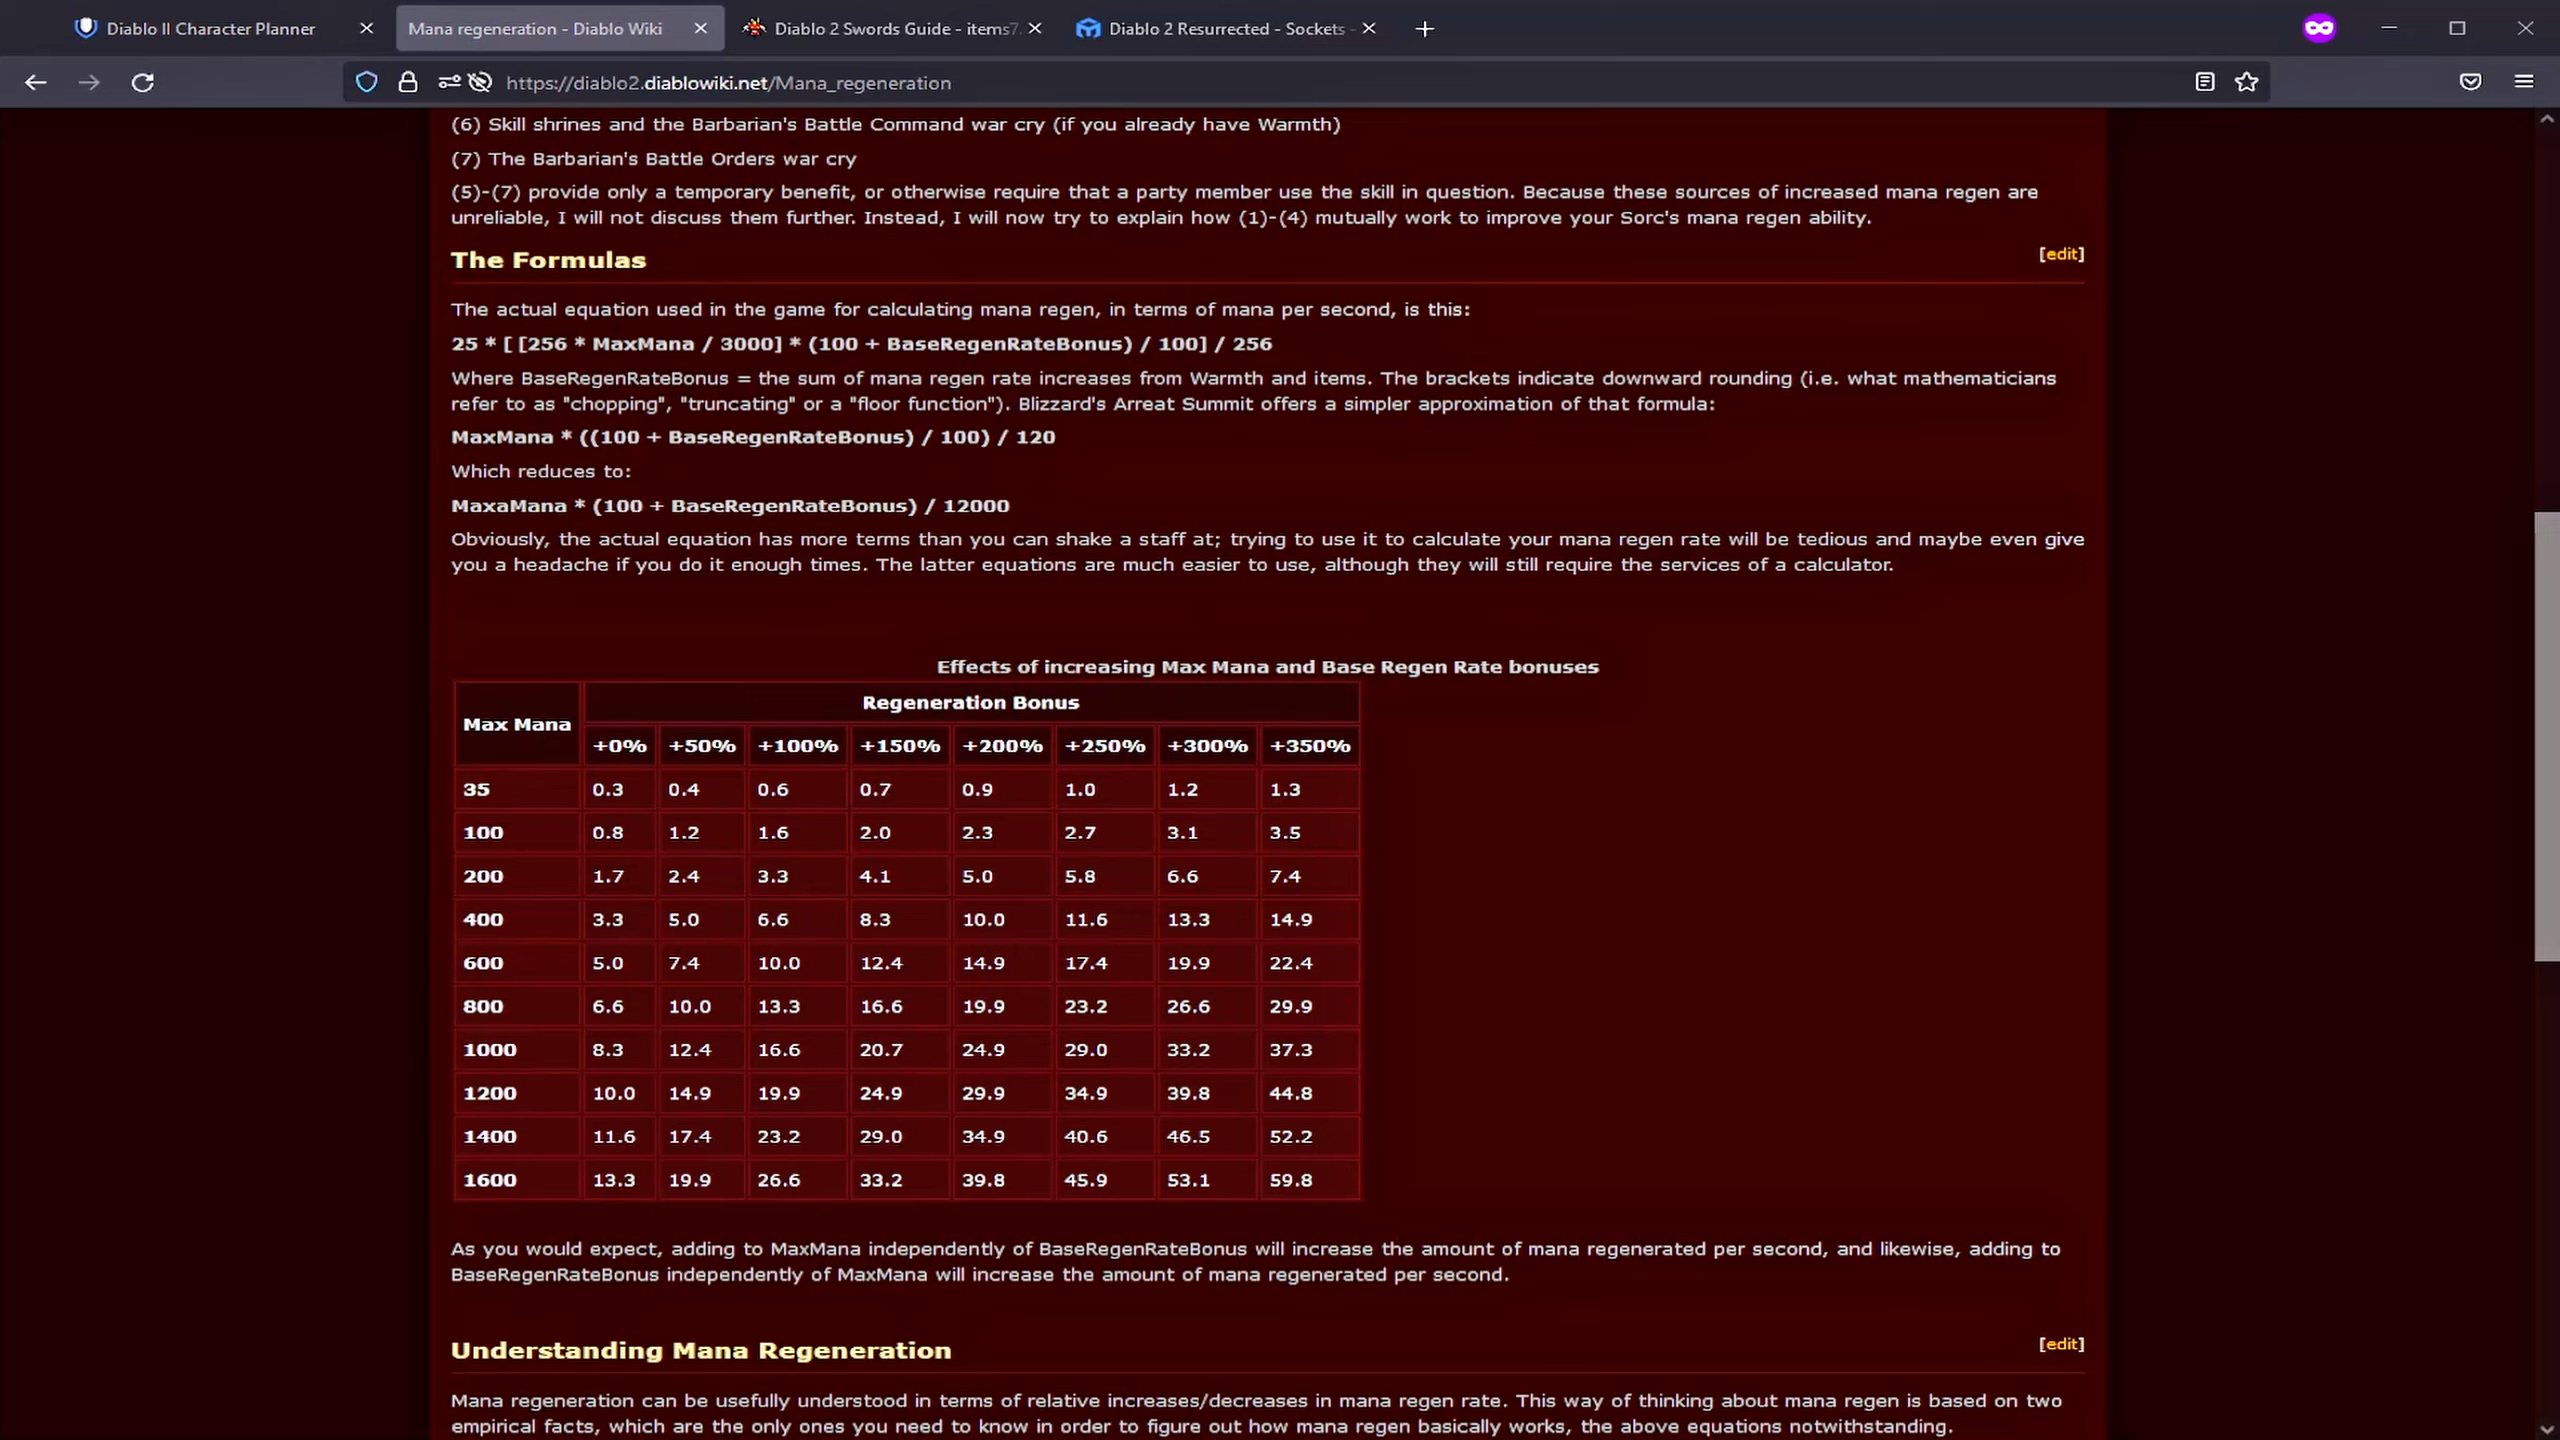 Diablo II Character Planner
Mana regeneration - Diablo Wiki
Diablo 2 Swords Guide - items7.
Diablo 2 Resurrected - Sockets -
https://diablo2.diablowiki.net/Mana_regeneration
(6) Skill shrines and the Barbarian's Battle Command war cry (if you already have Warmth)
(7) The Barbarian's Battle Orders war cry
(5)-(7) provide only a temporary benefit, or otherwise require that a party member use the skill in question. Because these sources of increased mana regen are
unreliable, I will not discuss them further. Instead, I will now try to explain how (1)-(4) mutually work to improve your Sorc's mana regen ability.
The Formulas [edit]
The actual equation used in the game for calculating mana regen, in terms of mana per second, is this:
25 * [ [256 * MaxMana / 3000] * (100 + BaseRegenRateBonus) / 100] / 256
Where BaseRegenRateBonus = the sum of mana regen rate increases from Warmth and items. The brackets indicate downward rounding (i.e. what mathematicians
refer to as "chopping", "truncating" or a "floor function"). Blizzard's Arreat Summit offers a simpler approximation of that formula:
MaxMana * ((100 + BaseRegenRateBonus) / 100) / 120
Which reduces to:
MaxaMana * (100 + BaseRegenRateBonus) / 12000
Obviously, the actual equation has more terms than you can shake a staff at; trying to use it to calculate your mana regen rate will be tedious and maybe even give
you a headache if you do it enough times. The latter equations are much easier to use, although they will still require the services of a calculator.
Effects of increasing Max Mana and Base Regen Rate bonuses
Max Mana Regeneration Bonus
+0% +50% +100% +150% +200% +250% +300% +350%
35 0.3 0.4 0.6 0.7 0.9 1.0 1.2 1.3
100 0.8 1.2 1.6 2.0 2.3 2.7 3.1 3.5
200 1.7 2.4 3.3 4.1 5.0 5.8 6.6 7.4
400 3.3 5.0 6.6 8.3 10.0 11.6 13.3 14.9
600 5.0 7.4 10.0 12.4 14.9 17.4 19.9 22.4
800 6.6 10.0 13.3 16.6 19.9 23.2 26.6 29.9
1000 8.3 12.4 16.6 20.7 24.9 29.0 33.2 37.3
1200 10.0 14.9 19.9 24.9 29.9 34.9 39.8 44.8
1400 11.6 17.4 23.2 29.0 34.9 40.6 46.5 52.2
1600 13.3 19.9 26.6 33.2 39.8 45.9 53.1 59.8
As you would expect, adding to MaxMana independently of BaseRegenRateBonus will increase the amount of mana regenerated per second, and likewise, adding to
BaseRegenRateBonus independently of MaxMana will increase the amount of mana regenerated per second.
Understanding Mana Regeneration [edit]
Mana regeneration can be usefully understood in terms of relative increases/decreases in mana regen rate. This way of thinking about mana regen is based on two
empirical facts, which are the only ones you need to know in order to figure out how mana regen basically works, the above equations notwithstanding.